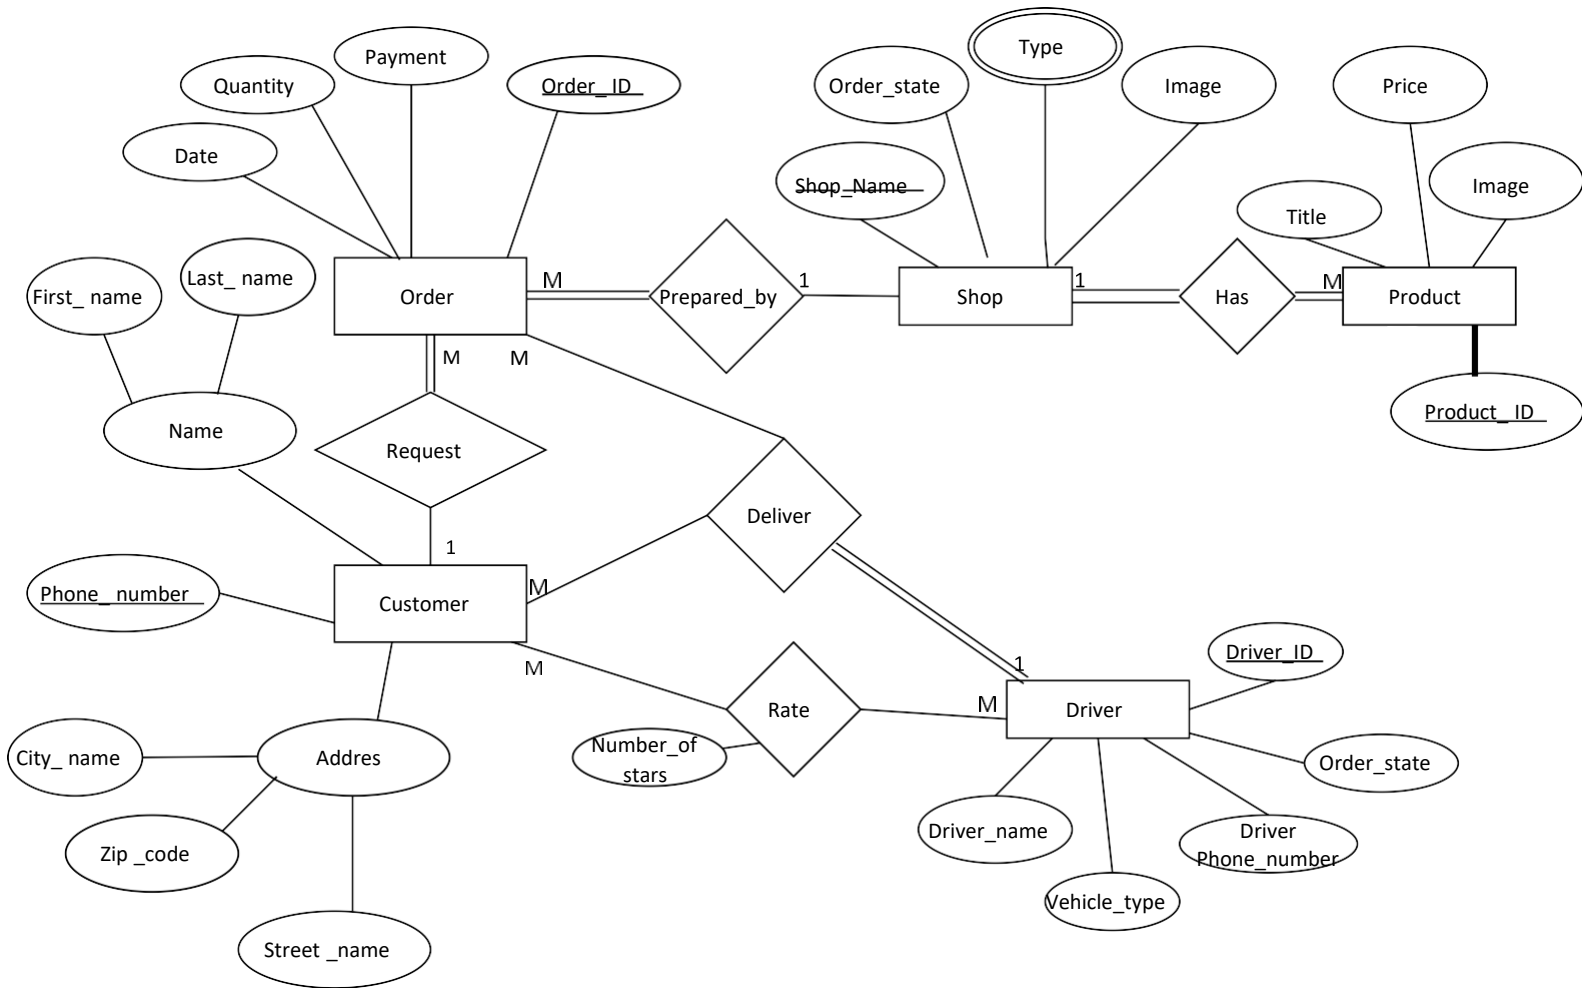 Type
Payment
Quantity
Order_ ID
Order_state
Image
Price
Date
Shop_Name
Title
Image
Last_ name
First_ name
Order
M
Prepared_by
1
Shop
1
Has
M
Product
M
M
Product_ ID
Name
Request
Deliver
1
M
Phone_ number
Customer
M
1
Driver_ID
M
Rate
Driver
Number_of
stars
City_ name
Addres
Order_state
Driver_name
Driver
Phone_number
Zip _code
Vehicle_type
Street _name